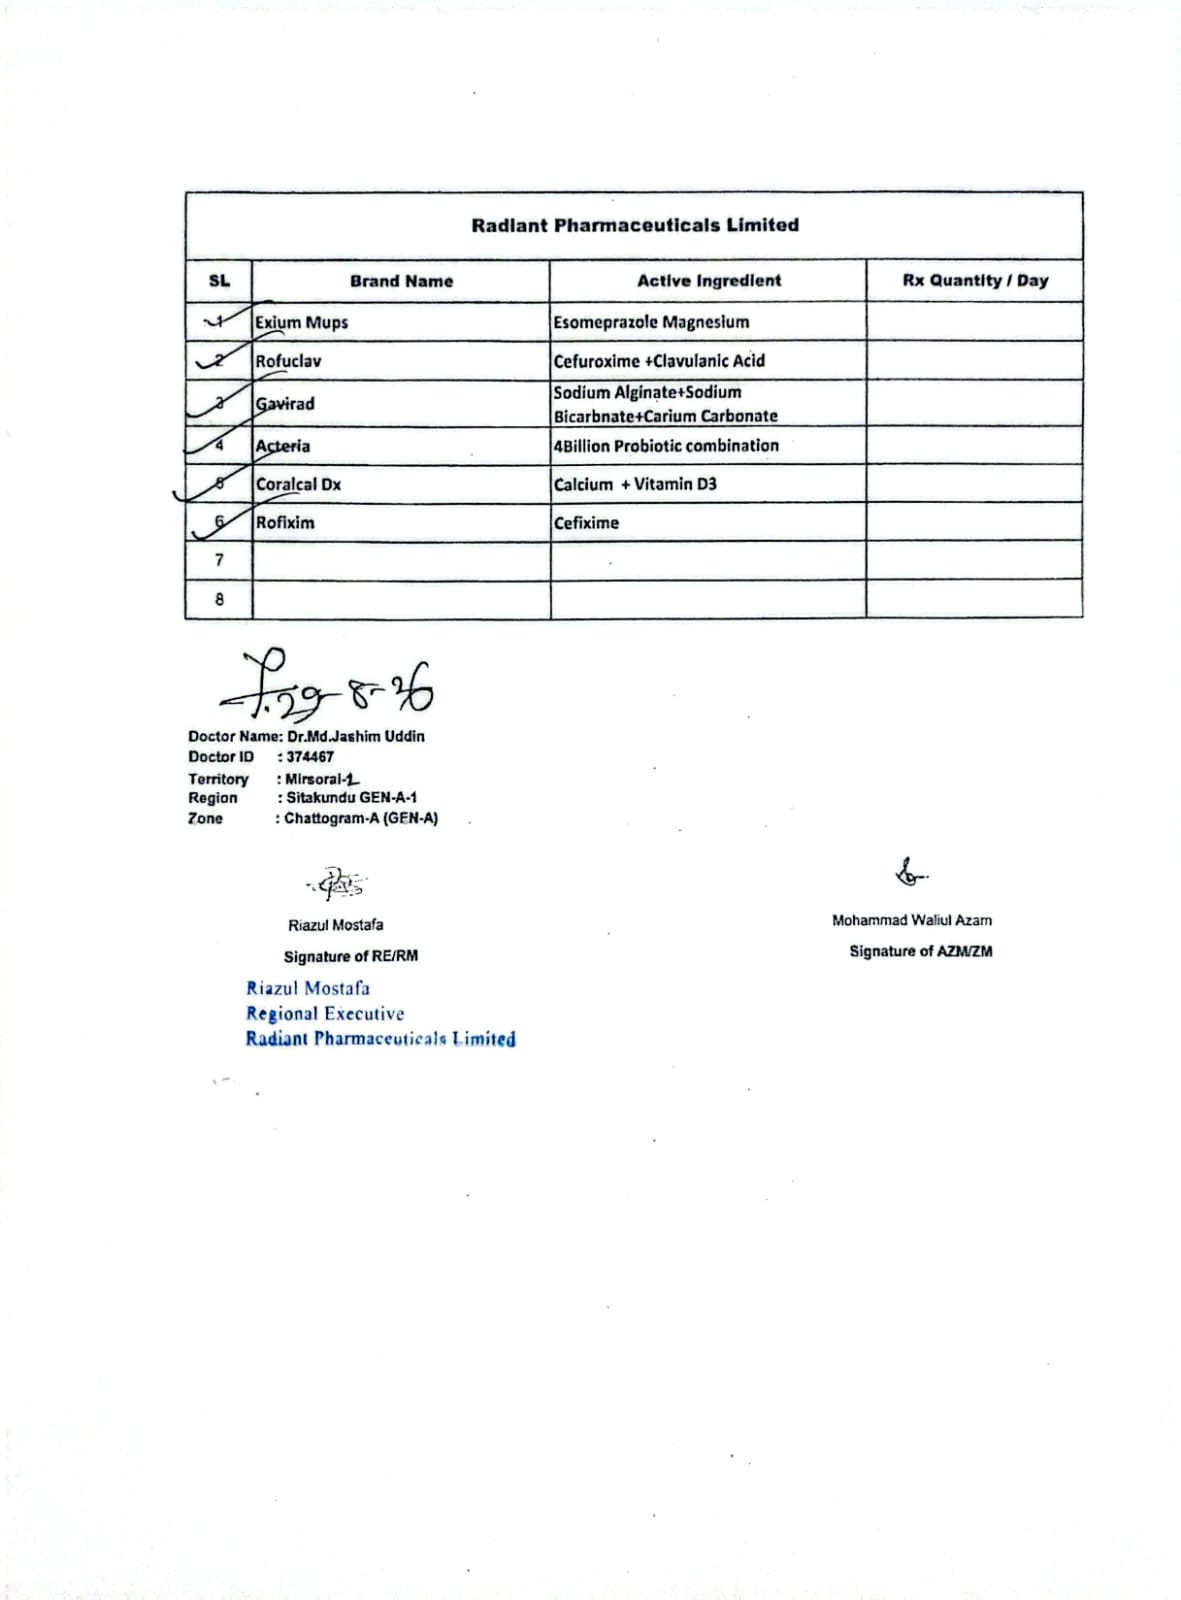 Radiant Pharmaceuticals Limited
SL Brand Name Active Ingredient Rx Quantity / Day
1 Exium Mups Esomeprazole Magnesium
2 Rofuclav Cefuroxime +Clavulanic Acid
3 Gavirad Sodium Alginate+Sodium
Bicarbnate+Carium Carbonate
4 Acteria 4Billion Probiotic combination
5 Coralcal Dx Calcium + Vitamin D3
6 Rofixim Cefixime
7
8
29-8-26
Doctor Name: Dr.Md.Jashim Uddin
Doctor ID : 374467
Territory : Mirsorai-1
Region : Sitakundu GEN-A-1
Zone : Chattogram-A (GEN-A)
Riazul Mostafa Mohammad Waliul Azam
Signature of RE/RM Signature of AZM/ZM
Riazul Mostafa
Regional Executive
Radiant Pharmaceuticals Limited